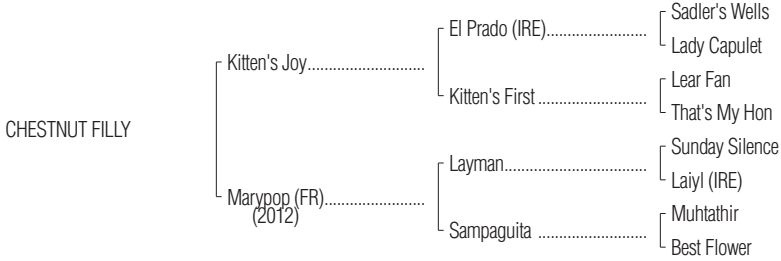 Sadler's Wells
El Prado (IRE)........................
Lady Capulet
Kitten's Joy............................
Lear Fan
Kitten's First ..........................
That's My Hon
CHESTNUT FILLY
Sunday Silence
Layman..................................
Laiyl (IRE)
Marypop (FR)........................
(2012)
Muhtathir
Sampaguita ..........................
Best Flower